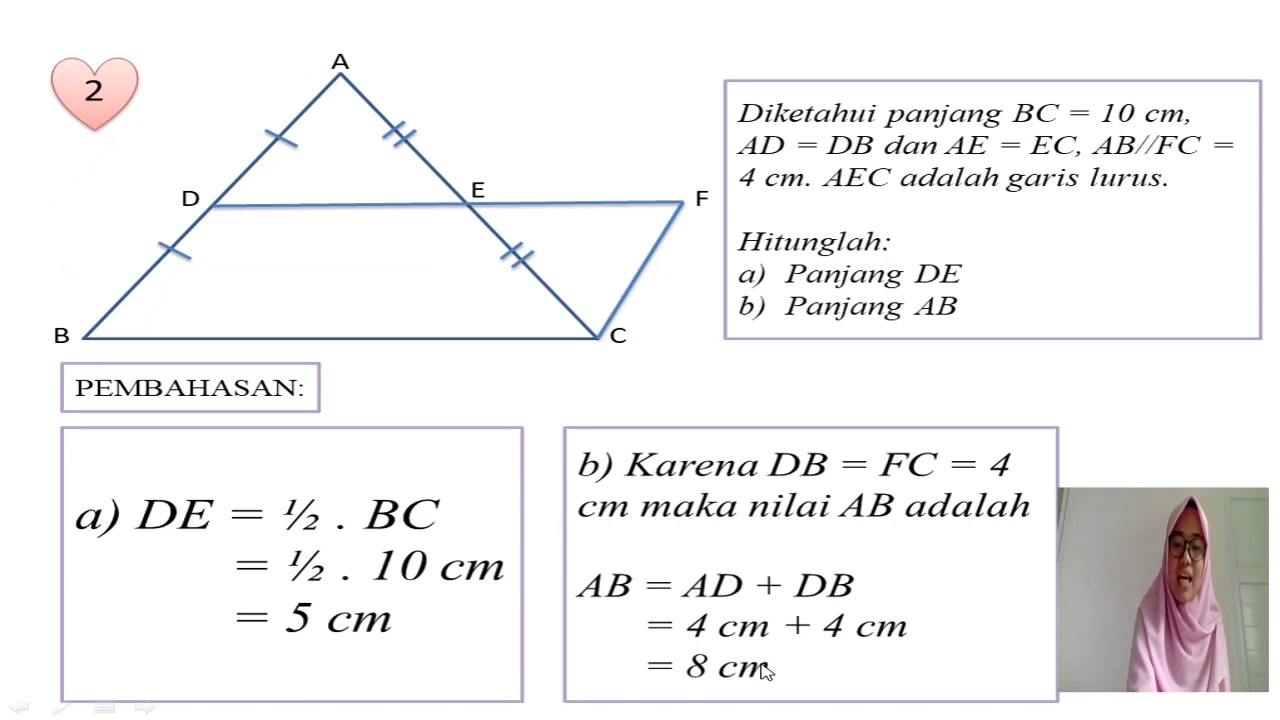 2
A
D
E
F
B
C
Diketahui panjang BC = 10 cm,
AD = DB dan AE = EC, AB//FC =
4 cm. AEC adalah garis lurus.
Hitunglah:
a) Panjang DE
b) Panjang AB
PEMBAHASAN:
a) DE = ½ . BC
= ½ . 10 cm
= 5 cm
b) Karena DB = FC = 4
cm maka nilai AB adalah
AB = AD + DB
= 4 cm + 4 cm
= 8 cm